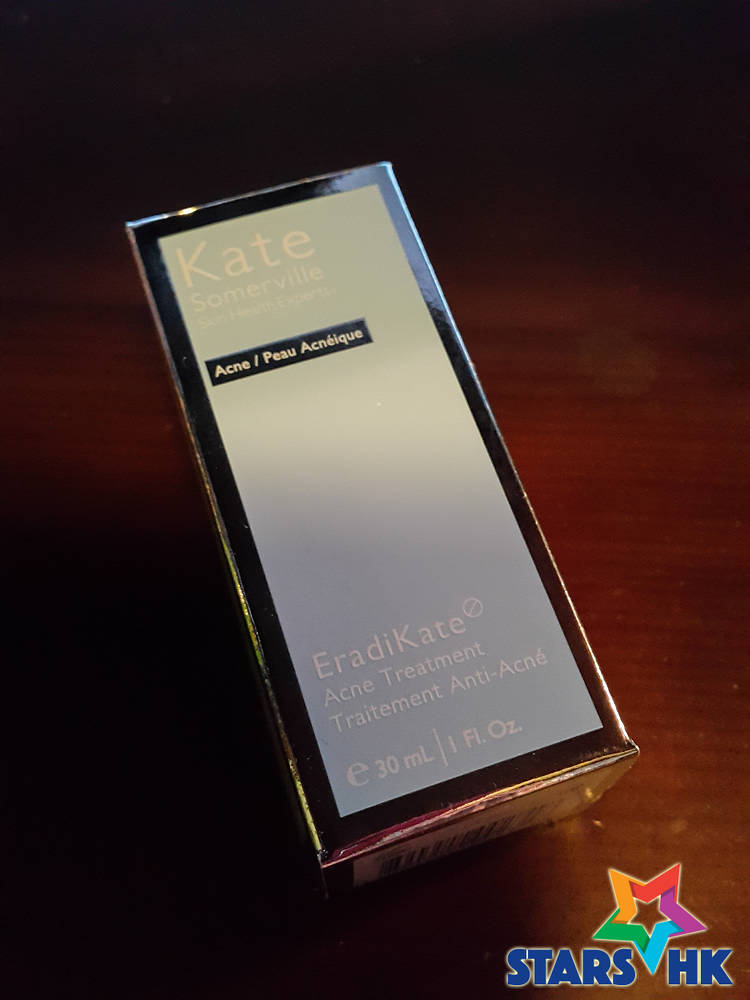 Kate
Somerville
Skin Health Experts
Acne / Peau Acnéique
EradiKate
Acne Treatment
Traitement Anti-Acné
e 30 mL | 1 Fl. Oz.
STARS HK